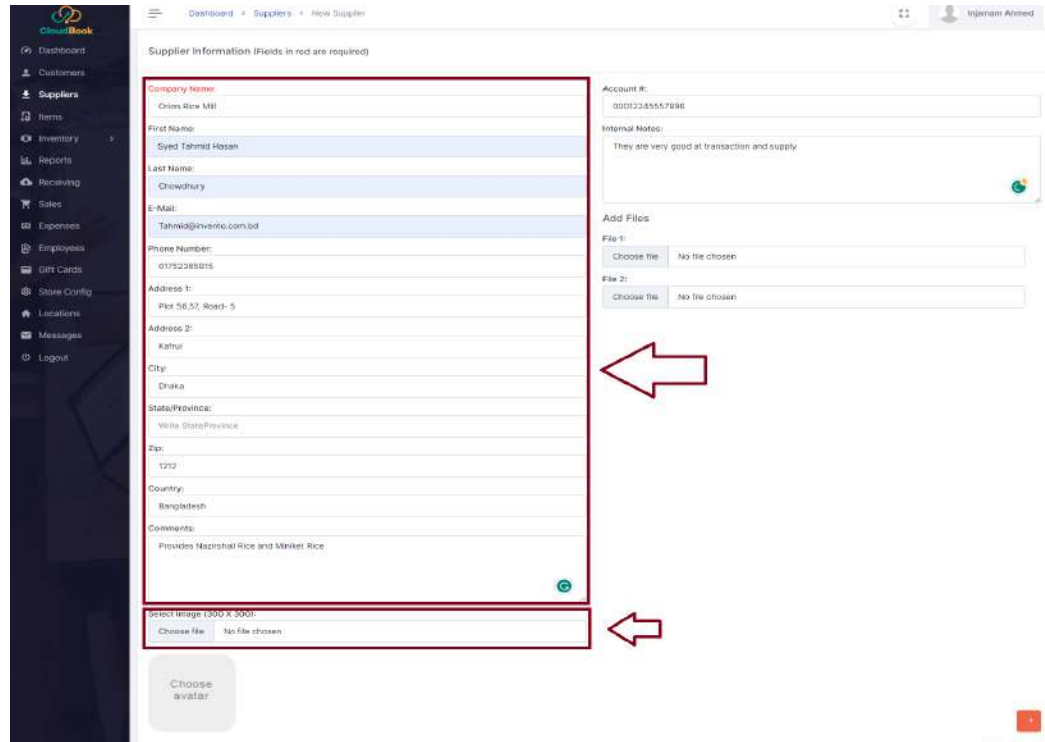 CloudBook
Dashboard
Customers
Suppliers
Items
Inventory
Reports
Receiving
Sales
Expenses
Employees
Gift Cards
Store Config
Locations
Messages
Logout
Dashboard Suppliers New Supplier
Injamam Ahmed
Supplier Information (Fields in red are required)
Company Name:
Orion Rice Mill
First Name:
Syed Tahmid Hasan
Last Name:
Chowdhury
E-Mail:
Tahmid@invento.com.bd
Phone Number:
01752385015
Address 1:
Plot 56,57, Road- 5
Address 2:
Kafrul
City:
Dhaka
State/Province:
Write StateProvince
Zip:
1212
Country:
Bangladesh
Comments:
Provides Nazirshail Rice and Miniket Rice
Select Image (300 X 300):
Choose file No file chosen
Choose
avatar
Account #:
00012345557896
Internal Notes:
They are very good at transaction and supply
Add Files
File 1:
Choose file No file chosen
File 2:
Choose file No file chosen